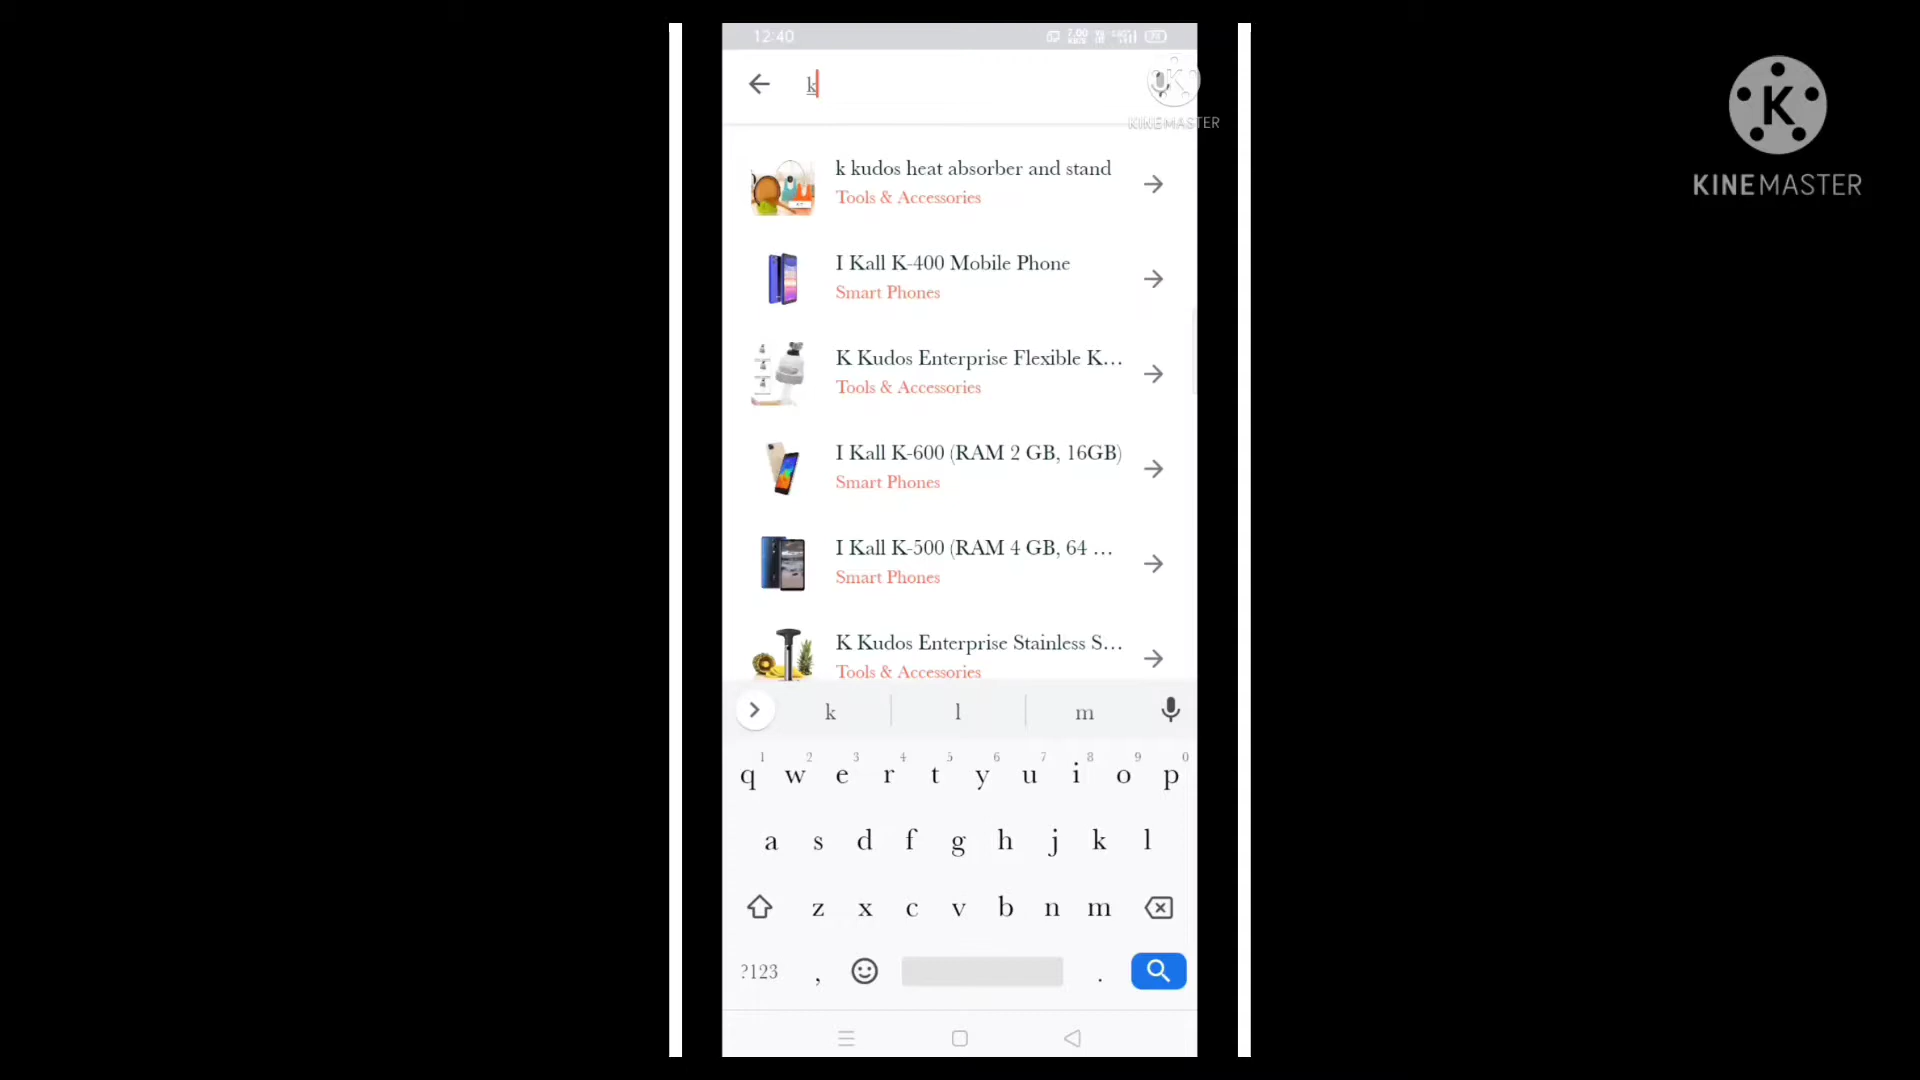 12:40
k
KINEMASTER
K
KINEMASTER
k kudos heat absorber and stand
Tools & Accessories
I Kall K-400 Mobile Phone
Smart Phones
K Kudos Enterprise Flexible K...
Tools & Accessories
I Kall K-600 (RAM 2 GB, 16GB)
Smart Phones
I Kall K-500 (RAM 4 GB, 64 ...
Smart Phones
K Kudos Enterprise Stainless S...
Tools & Accessories
k l m
1 2 3 4 5 6 7 8 9 0
q w e r t y u i o p
a s d f g h j k l
z x c v b n m
?123 , .